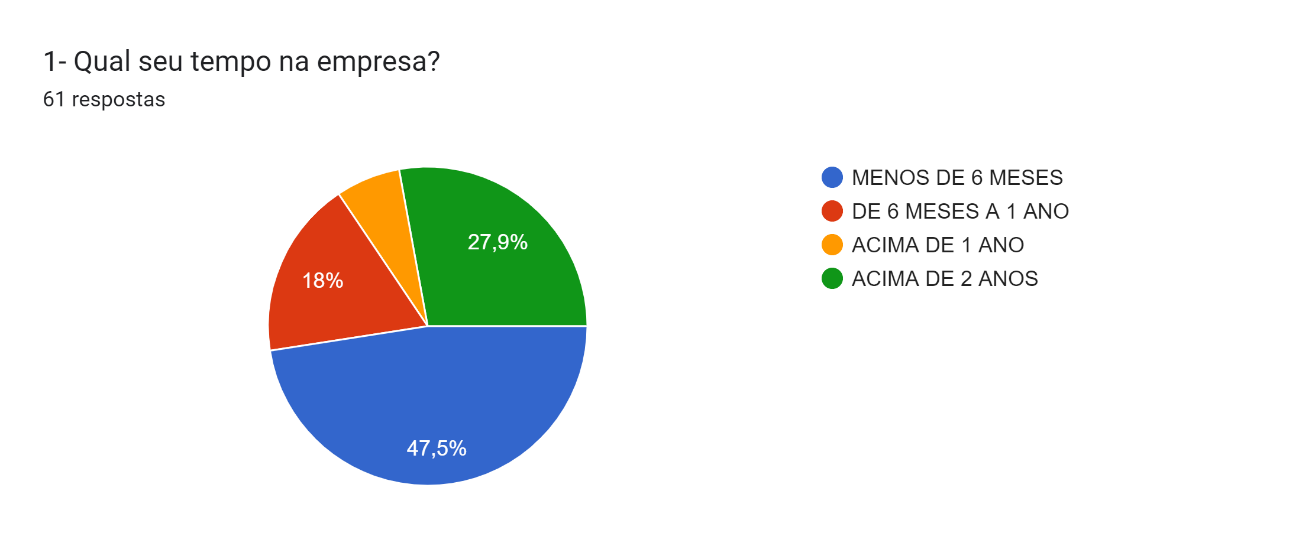 1- Qual seu tempo na empresa?
61 respostas
MENOS DE 6 MESES
DE 6 MESES A 1 ANO
ACIMA DE 1 ANO
ACIMA DE 2 ANOS
27,9%
18%
47,5%